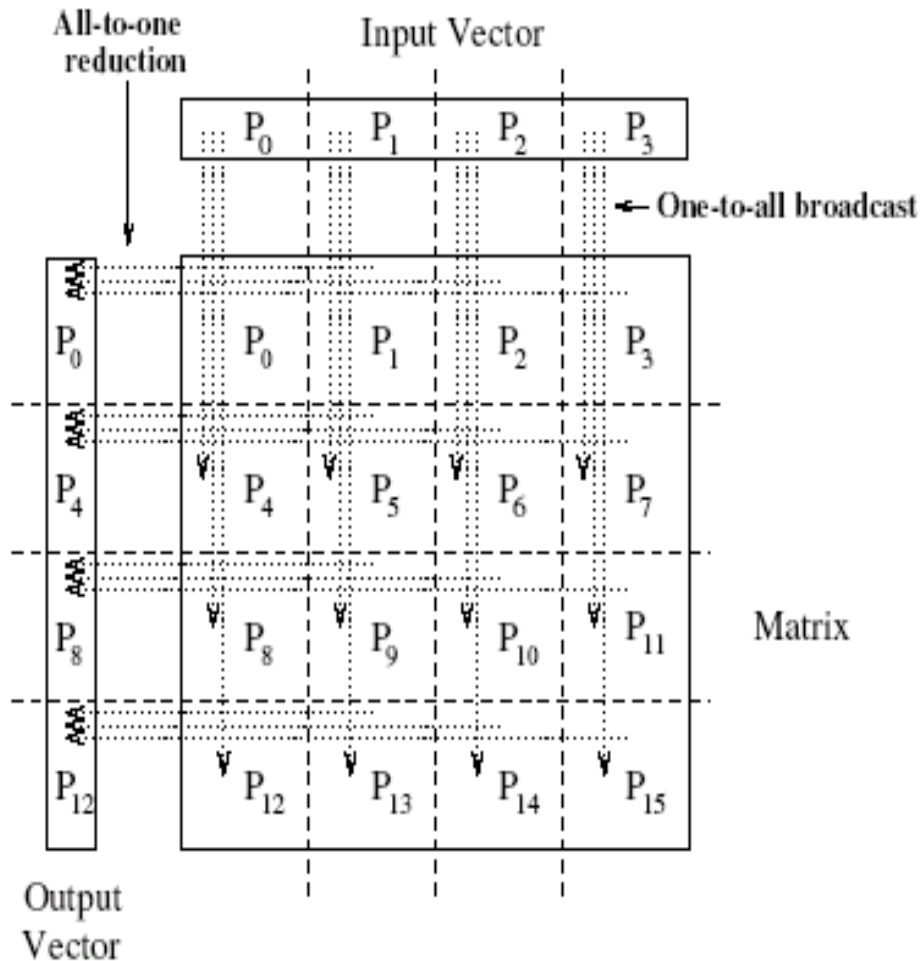 All-to-one
reduction
Input Vector
P0 P1 P2 P3
One-to-all broadcast
P0 P0 P1 P2 P3
P4 P4 P5 P6 P7
P8 P8 P9 P10 P11
Matrix
P12 P12 P13 P14 P15
Output
Vector